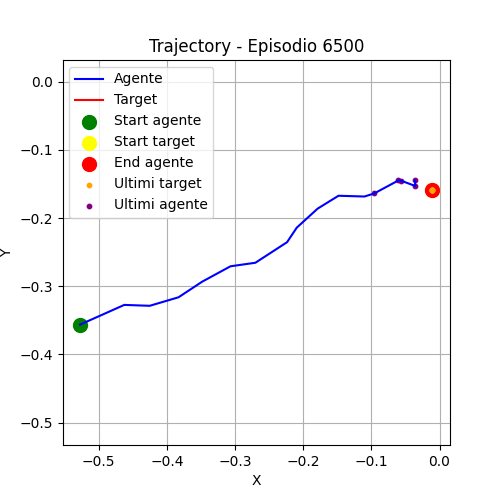 Trajectory - Episodio 6500
Agente
Target
Start agente
Start target
End agente
Ultimi target
Ultimi agente
0.0
−0.1
−0.2
−0.3
−0.4
−0.5
Y
−0.5 −0.4 −0.3 −0.2 −0.1 0.0
X